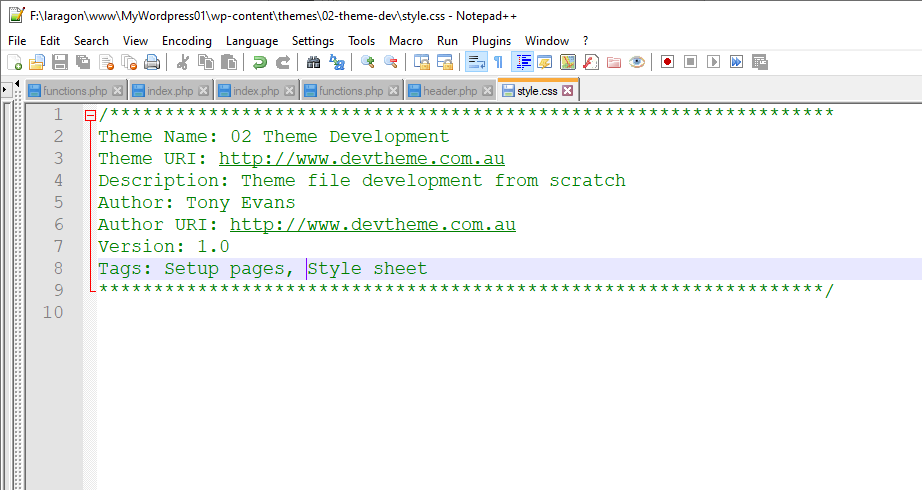 F:\laragon\www\MyWordpress01\wp-content\themes\02-theme-dev\style.css - Notepad++
File Edit Search View Encoding Language Settings Tools Macro Run Plugins Window ?
functions.php index.php index.php functions.php header.php style.css
1 /******************************************************************
2 Theme Name: 02 Theme Development
3 Theme URI: http://www.devtheme.com.au
4 Description: Theme file development from scratch
5 Author: Tony Evans
6 Author URI: http://www.devtheme.com.au
7 Version: 1.0
8 Tags: Setup pages, Style sheet
9 ******************************************************************/
10